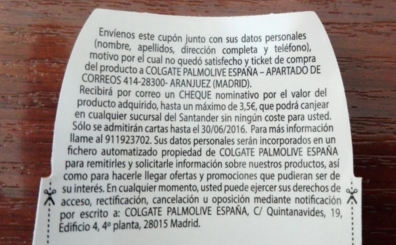 Envíenos este cupón junto con sus datos personales
(nombre, apellidos, dirección completa y teléfono),
motivo por el cual no quedó satisfecho y ticket de compra
del producto a COLGATE PALMOLIVE ESPAÑA – APARTADO DE
CORREOS 414-28300- ARANJUEZ (MADRID).
Recibirá por correo un CHEQUE nominativo por el valor del
producto adquirido, hasta un máximo de 3,5€, que podrá canjear
en cualquier sucursal del Santander sin ningún coste para usted.
Sólo se admitirán cartas hasta el 30/06/2016. Para más información
llame al 911923702. Sus datos personales serán incorporados en un
fichero automatizado propiedad de COLGATE PALMOLIVE ESPAÑA
para remitirles y solicitarle información sobre nuestros productos, así
como para hacerle llegar ofertas y promociones que pudieran ser de
su interés. En cualquier momento, usted puede ejercer sus derechos de
acceso, rectificación, cancelación u oposición mediante notificación
por escrito a: COLGATE PALMOLIVE ESPAÑA, C/ Quintanavides, 19,
Edificio 4, 4ª planta, 28015 Madrid.